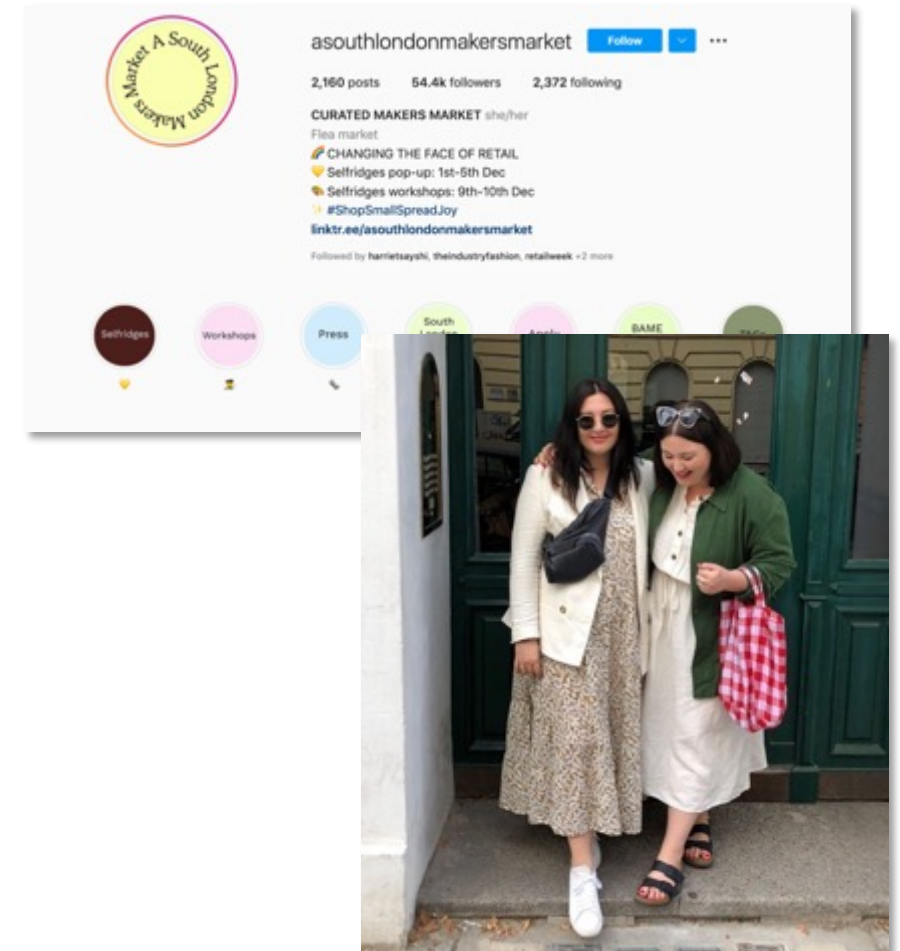 A South London Makers Market
asouthlondonmakersmarket Follow
2,160 posts 54.4k followers 2,372 following
CURATED MAKERS MARKET she/her
Flea market
🌈 CHANGING THE FACE OF RETAIL
💛 Selfridges pop-up: 1st-5th Dec
🎨 Selfridges workshops: 9th-10th Dec
✨ #ShopSmallSpreadJoy
linktr.ee/asouthlondonmakersmarket
Followed by harrietsayshi, theindustryfashion, retailweek +2 more
Selfridges Workshops Press South BAME